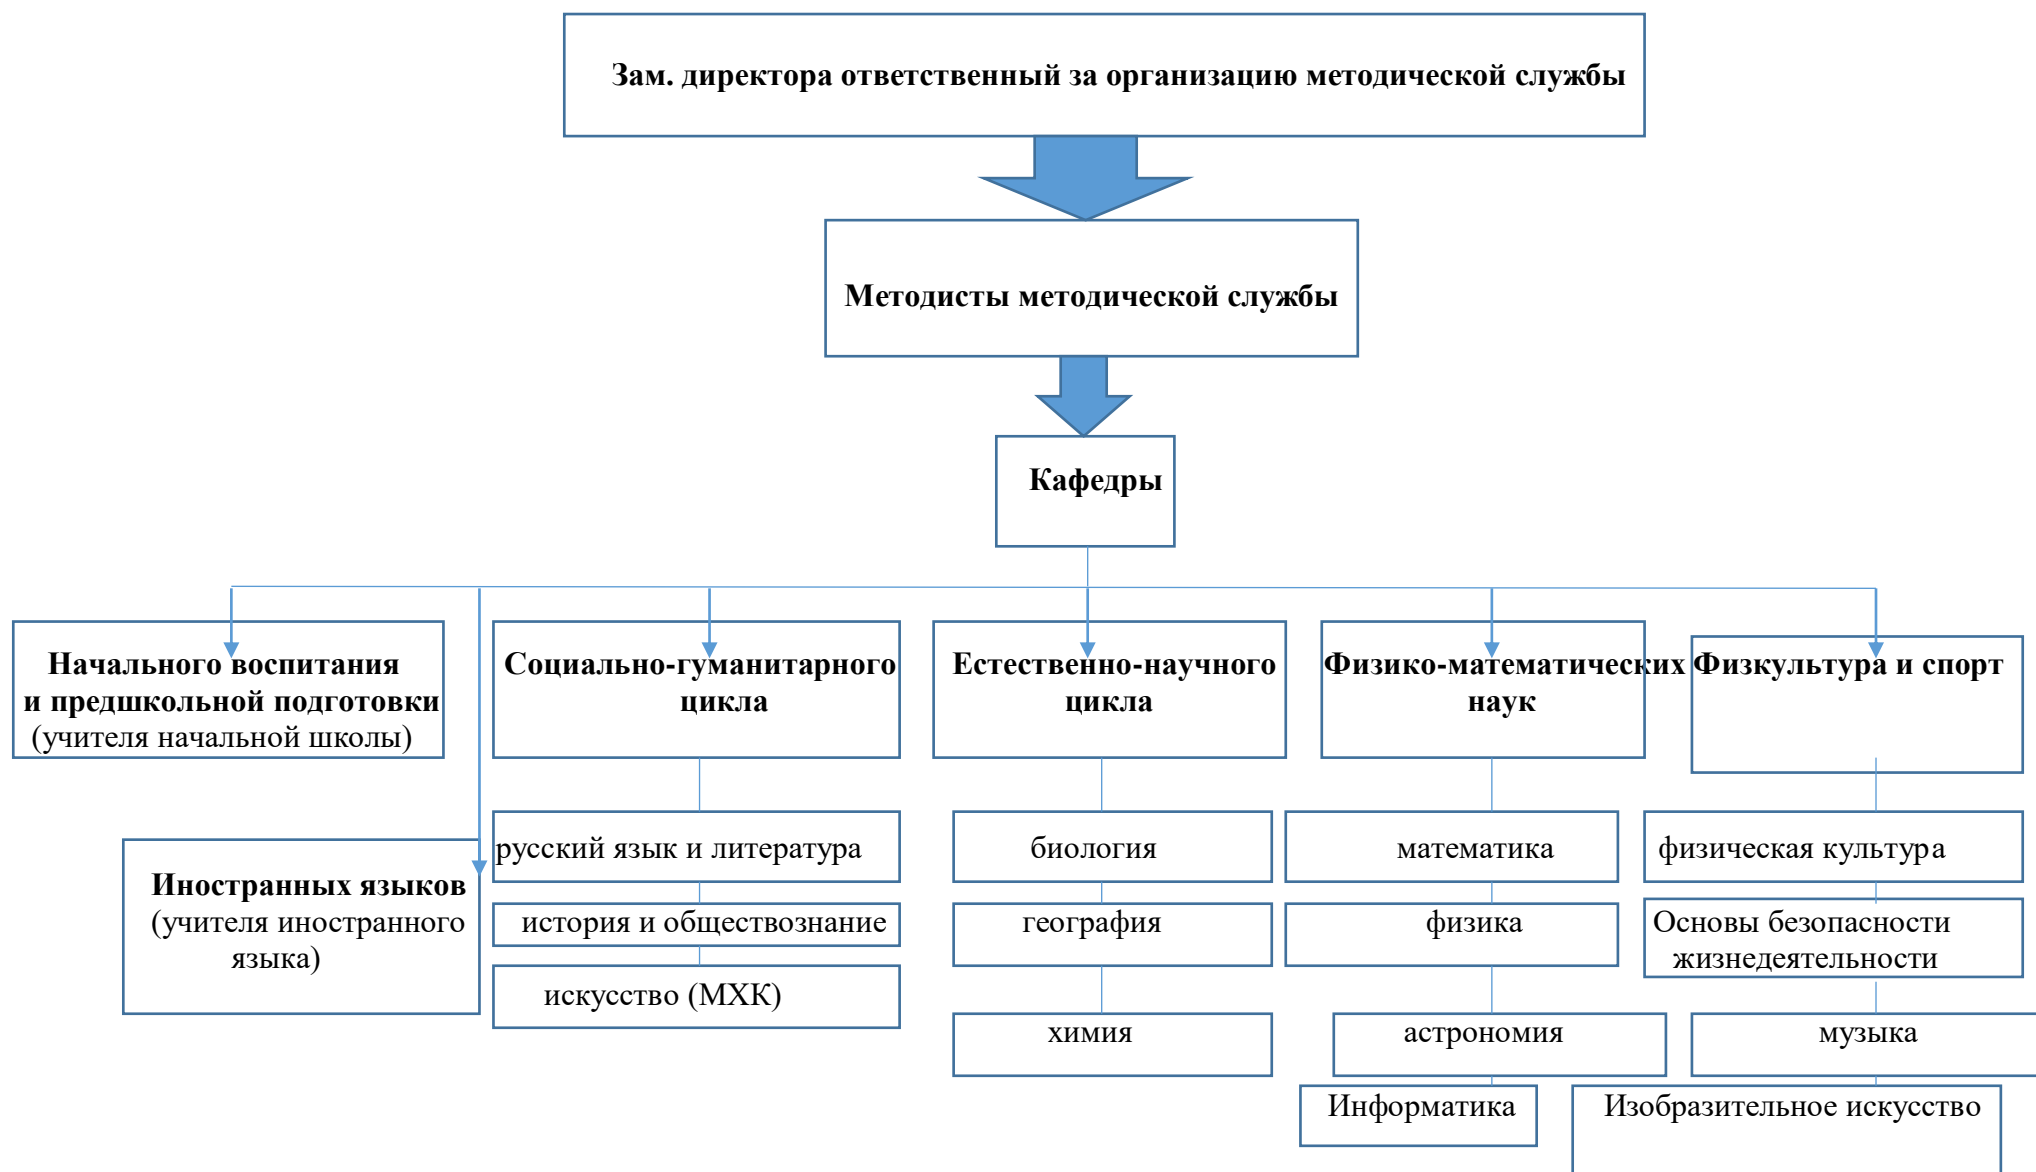 Зам. директора ответственный за организацию методической службы
Методисты методической службы
Кафедры
Начального воспитания
и предшкольной подготовки
(учителя начальной школы)
Иностранных языков
(учителя иностранного
языка)
Социально-гуманитарного
цикла
русский язык и литература
история и обществознание
искусство (МХК)
Естественно-научного
цикла
биология
география
химия
Физико-математических
наук
математика
физика
астрономия
Информатика
Физкультура и спорт
физическая культура
Основы безопасности
жизнедеятельности
музыка
Изобразительное искусство